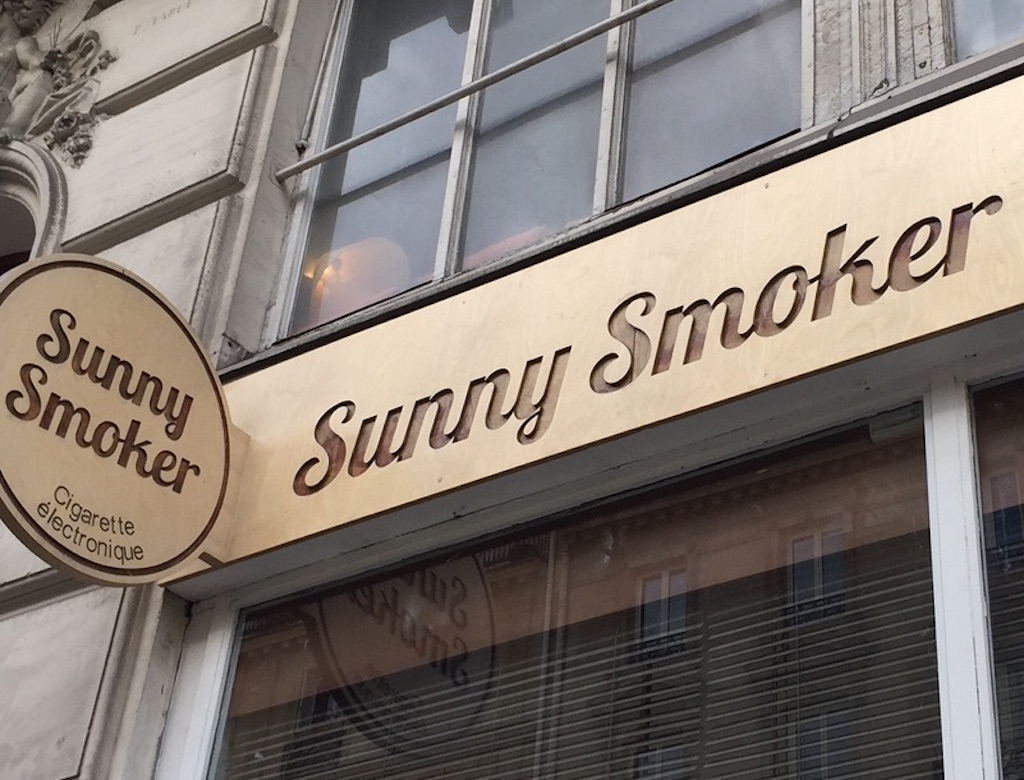 Sunny
Smoker
Cigarette
électronique
Sunny Smoker